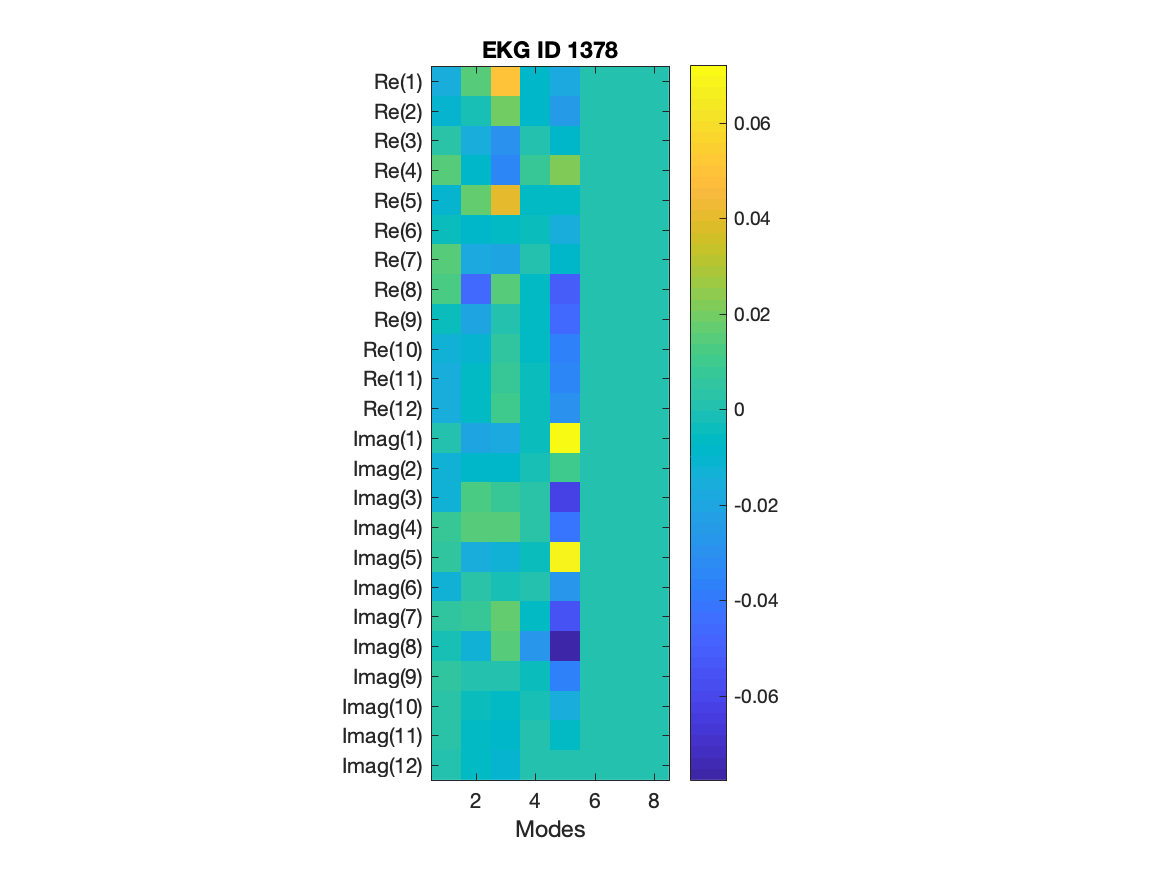 EKG ID 1378
Re(1)
Re(2)
Re(3)
Re(4)
Re(5)
Re(6)
Re(7)
Re(8)
Re(9)
Re(10)
Re(11)
Re(12)
Imag(1)
Imag(2)
Imag(3)
Imag(4)
Imag(5)
Imag(6)
Imag(7)
Imag(8)
Imag(9)
Imag(10)
Imag(11)
Imag(12)
2 4 6 8
Modes
0.06
0.04
0.02
0
-0.02
-0.04
-0.06